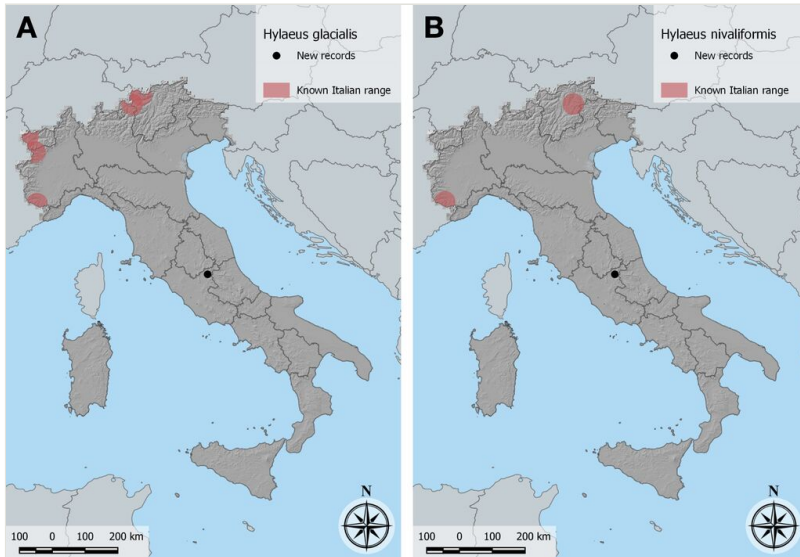 A
Hylaeus glacialis
New records
Known Italian range
N
100 0 100 200 km
B
Hylaeus nivaliformis
New records
Known Italian range
N
100 0 100 200 km